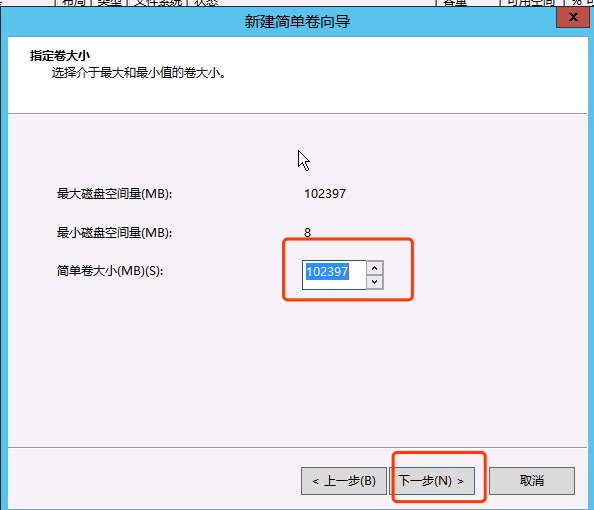 布局 类型 文件系统 状态 容量 可用空间 %
新建简单卷向导 x
指定卷大小
选择介于最大和最小值的卷大小。
最大磁盘空间量(MB): 102397
最小磁盘空间量(MB): 8
简单卷大小(MB)(S): 102397
< 上一步(B) 下一步(N) > 取消